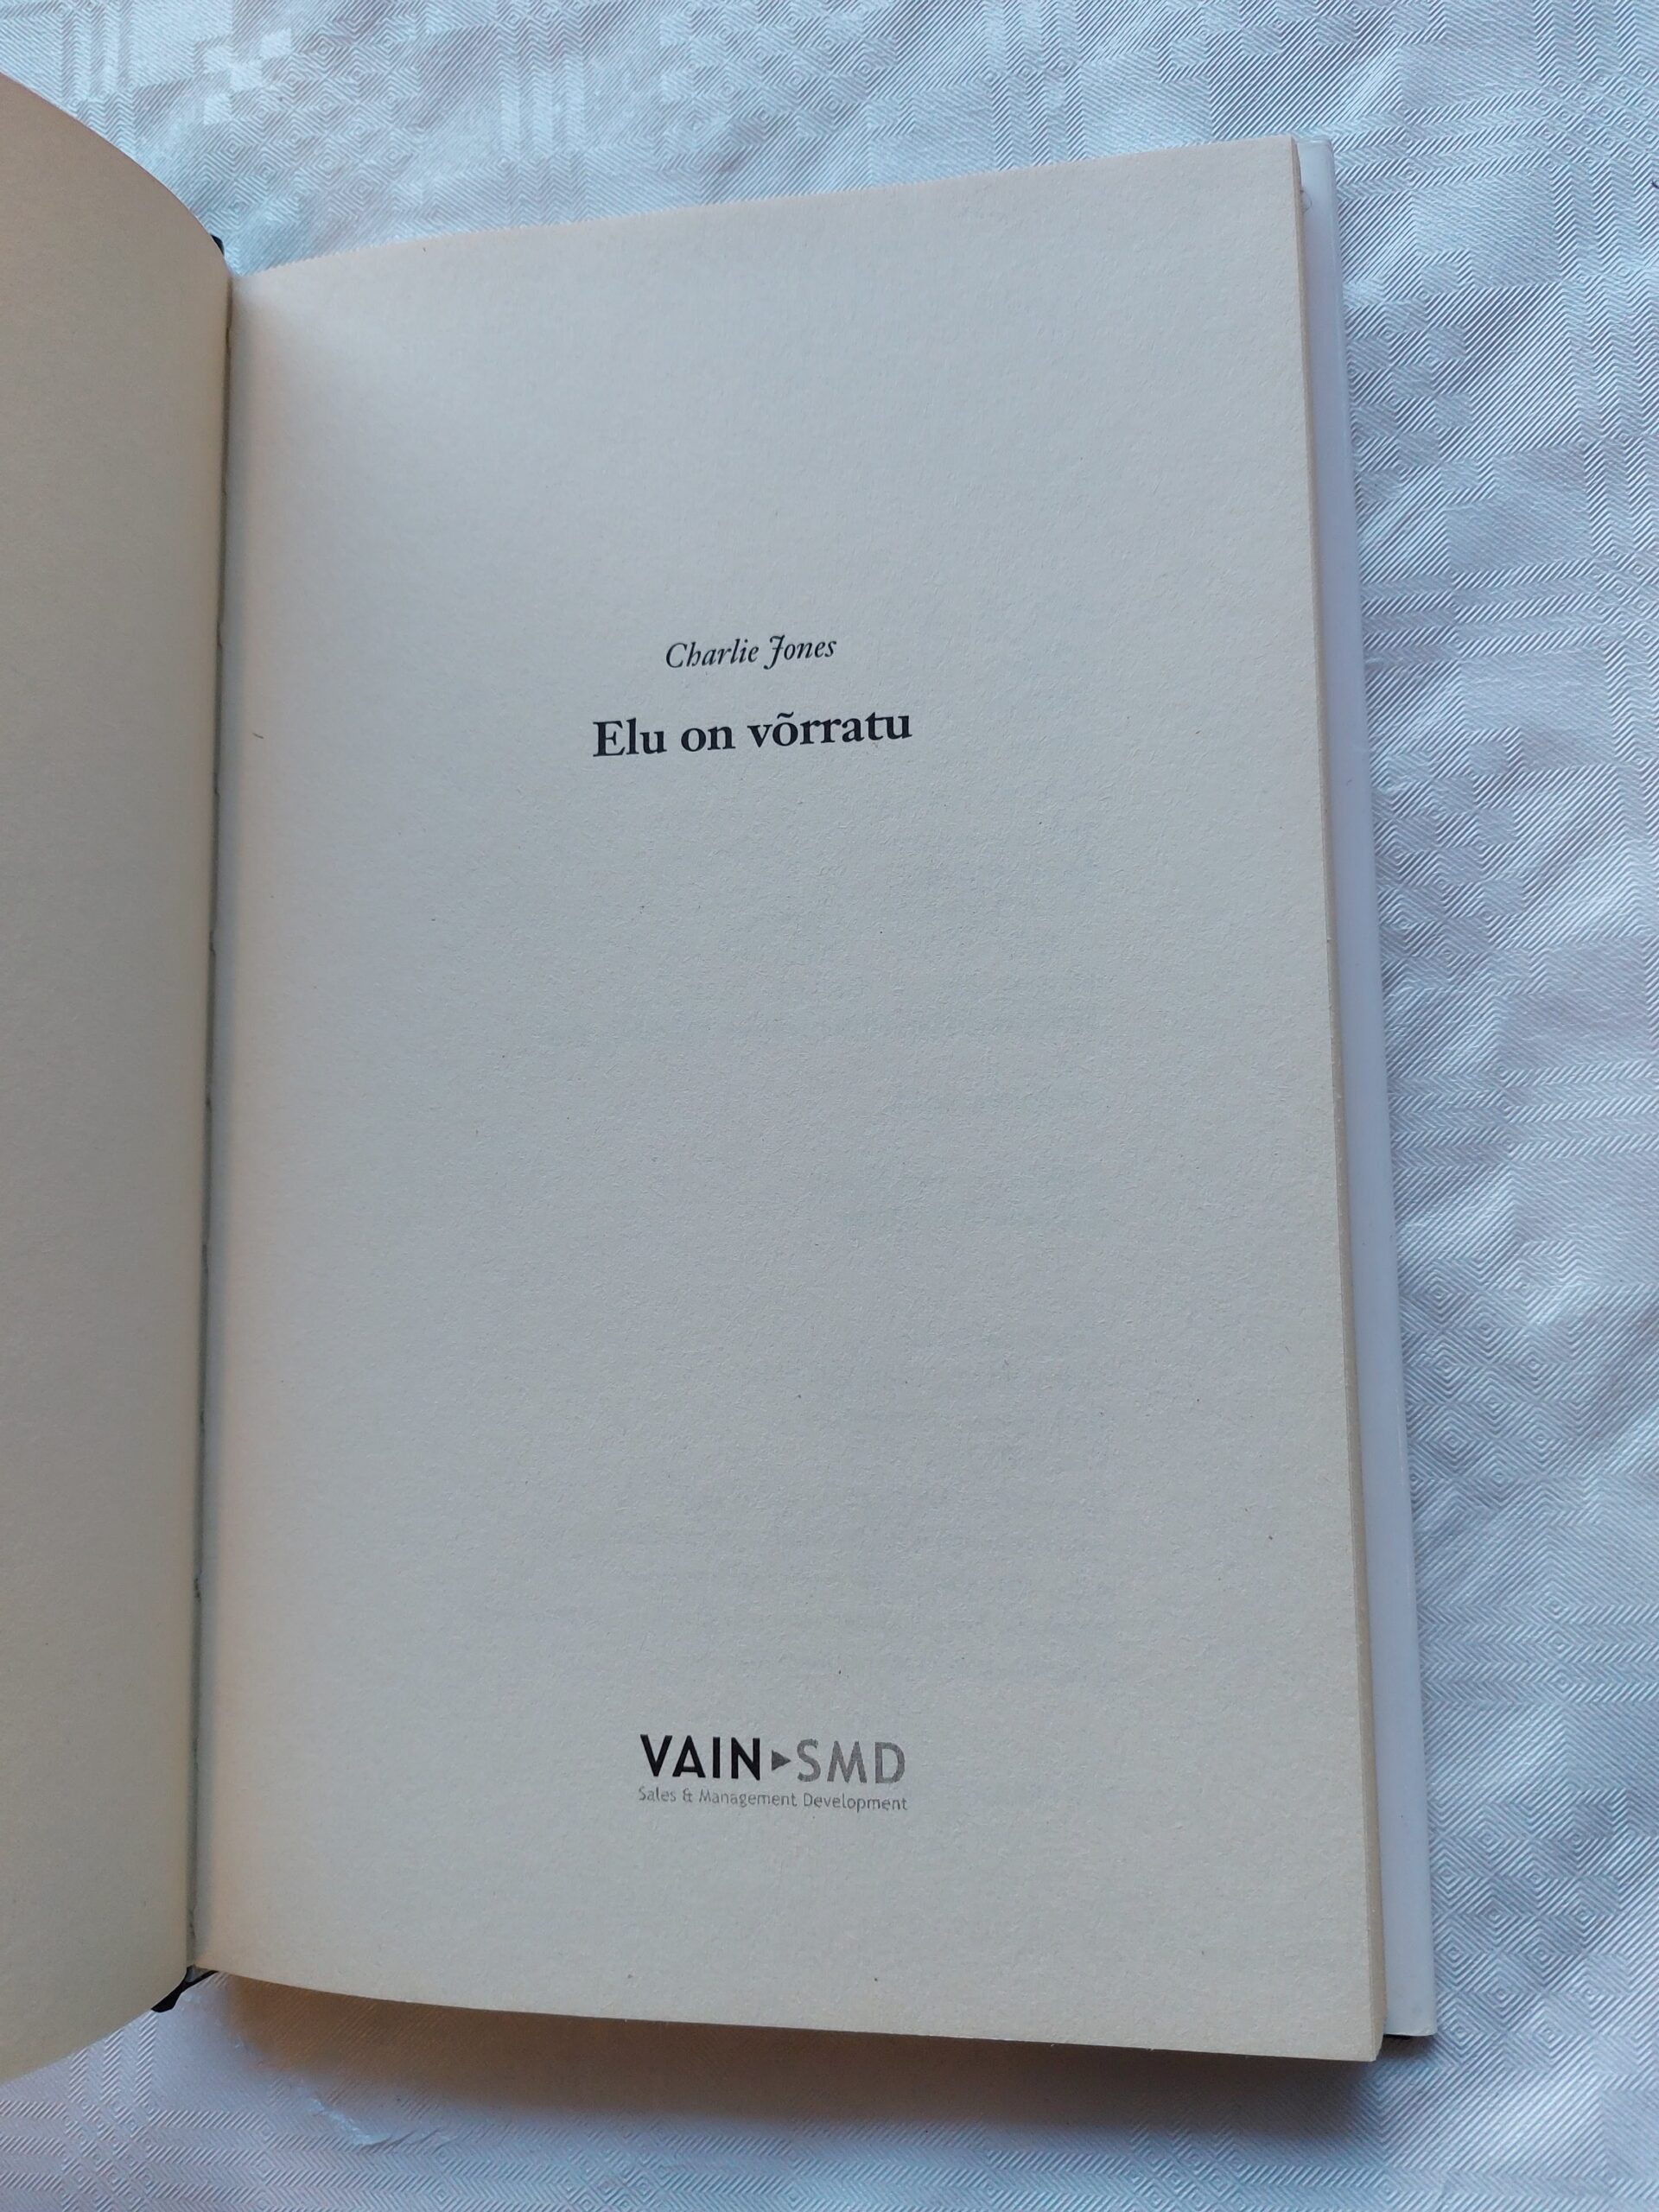 Charlie Jones
Elu on võrratu
VAIN▸SMD
Sales & Management Development